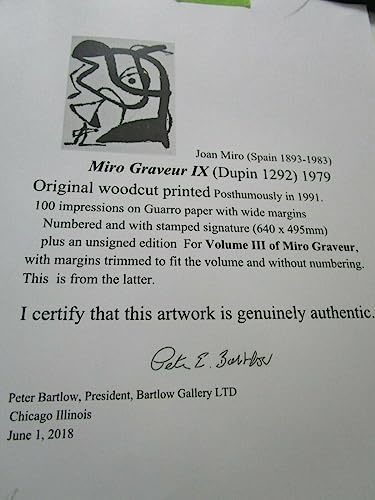 Joan Miro (Spain 1893-1983)
Miro Graveur IX (Dupin 1292) 1979
Original woodcut printed Posthumously in 1991.
100 impressions on Guarro paper with wide margins
Numbered and with stamped signature (640 x 495mm)
plus an unsigned edition For Volume III of Miro Graveur,
with margins trimmed to fit the volume and without numbering.
This is from the latter.
I certify that this artwork is genuinely authentic.
Peter E. Bartlow
Peter Bartlow, President, Bartlow Gallery LTD
Chicago Illinois
June 1, 2018